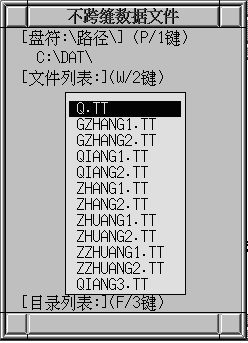 不跨缝数据文件
[盘符:\路径\] (P/1键)
C:\DAT\
[文件列表:](W/2键)
Q.TT
GZHANG1.TT
GZHANG2.TT
QIANG1.TT
QIANG2.TT
ZHANG1.TT
ZHANG2.TT
ZHUANG1.TT
ZHUANG2.TT
ZZHUANG1.TT
ZZHUANG2.TT
QIANG3.TT
[目录列表:](F/3键)